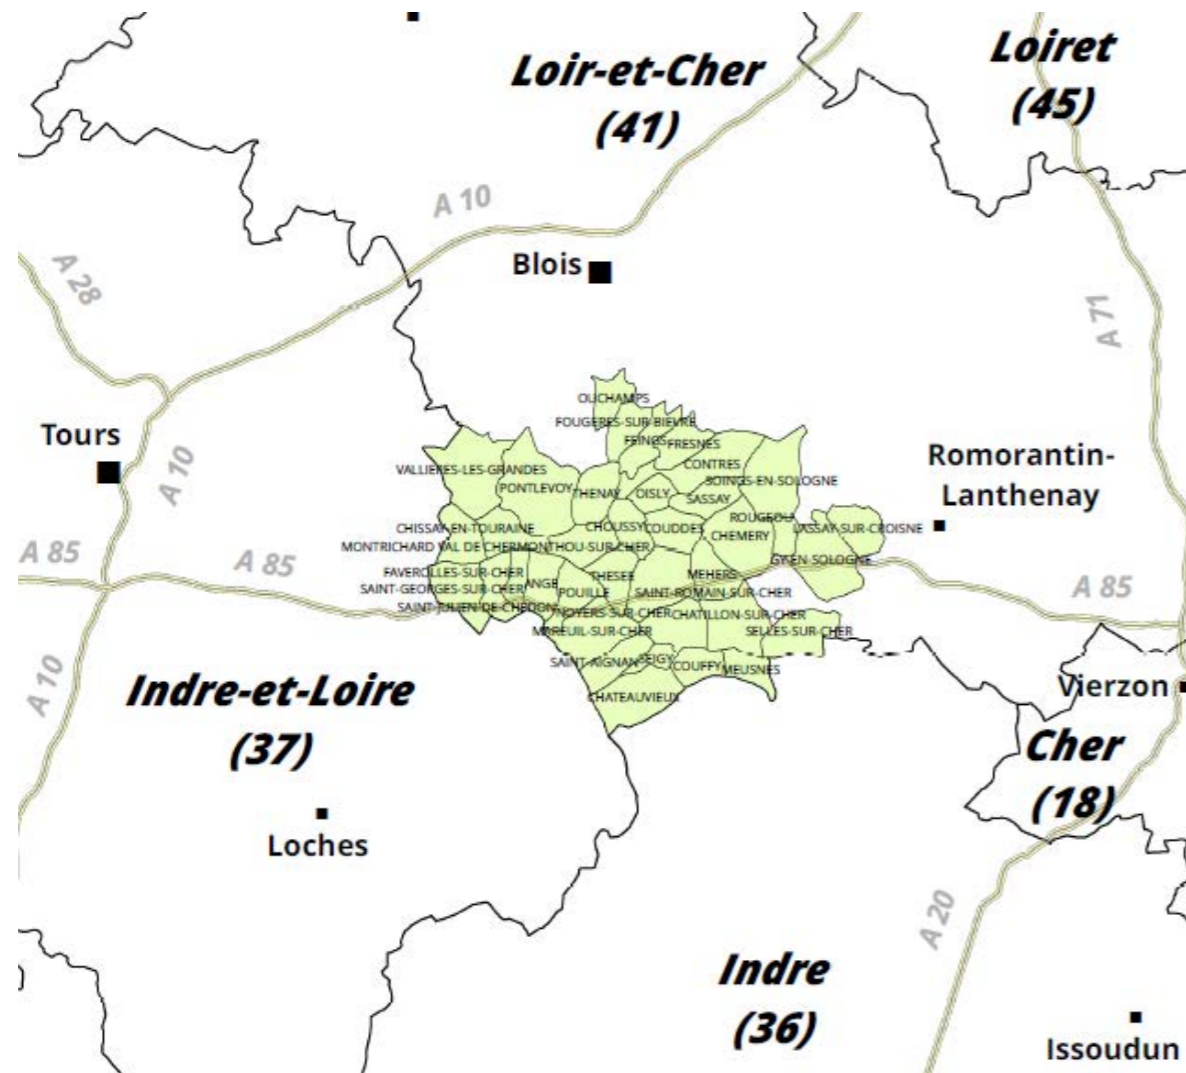 Loir-et-Cher
(41)
Loiret
(45)
A 10
A 28
Blois
A 71
OUCHAMPS
FOUGERES-SUR-BIEVRE
FEINGS
FRESNES
Tours
A 10
CONTRES
VALLIERES-LES-GRANDES
SOINGS-EN-SOLOGNE
PONTLEVOY
THENAY
OISLY
SASSAY
Romorantin-
Lanthenay
ROUGEOU
CHISSAY-EN-TOURAINE
CHOUSSY
COUDDES
LASSAY-SUR-CROISNE
CHEMERY
MONTRICHARD VAL DE CHER
MONTHOU-SUR-CHER
A 85
A 85
GY-EN-SOLOGNE
FAVEROLLES-SUR-CHER
THESEE
MEHERS
ANGE
SAINT-GEORGES-SUR-CHER
POUILLE
SAINT-ROMAIN-SUR-CHER
A 85
SAINT-JULIEN-DE-CHEDON
NOYERS-SUR-CHER
CHATILLON-SUR-CHER
MAREUIL-SUR-CHER
SELLES-SUR-CHER
SAINT-AIGNAN
SEIGY
COUFFY
MEUSNES
CHATEAUVIEUX
A 10
Indre-et-Loire
(37)
Vierzon
Cher
(18)
Loches
A 20
Indre
(36)
Issoudun